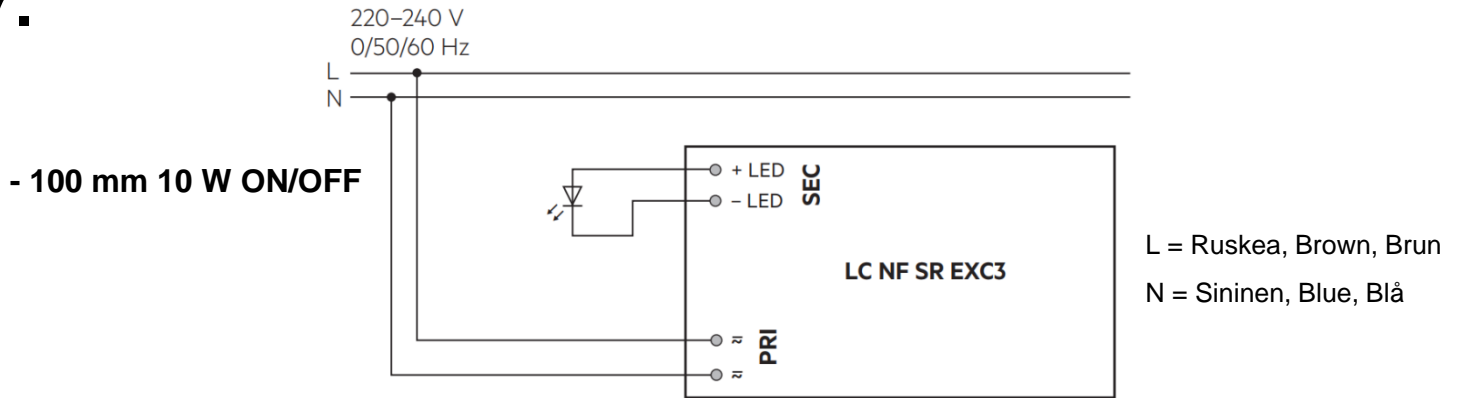 220–240 V
0/50/60 Hz
L
N
- 100 mm 10 W ON/OFF
+ LED
– LED
SEC
LC NF SR EXC3
L = Ruskea, Brown, Brun
N = Sininen, Blue, Blå
PRI